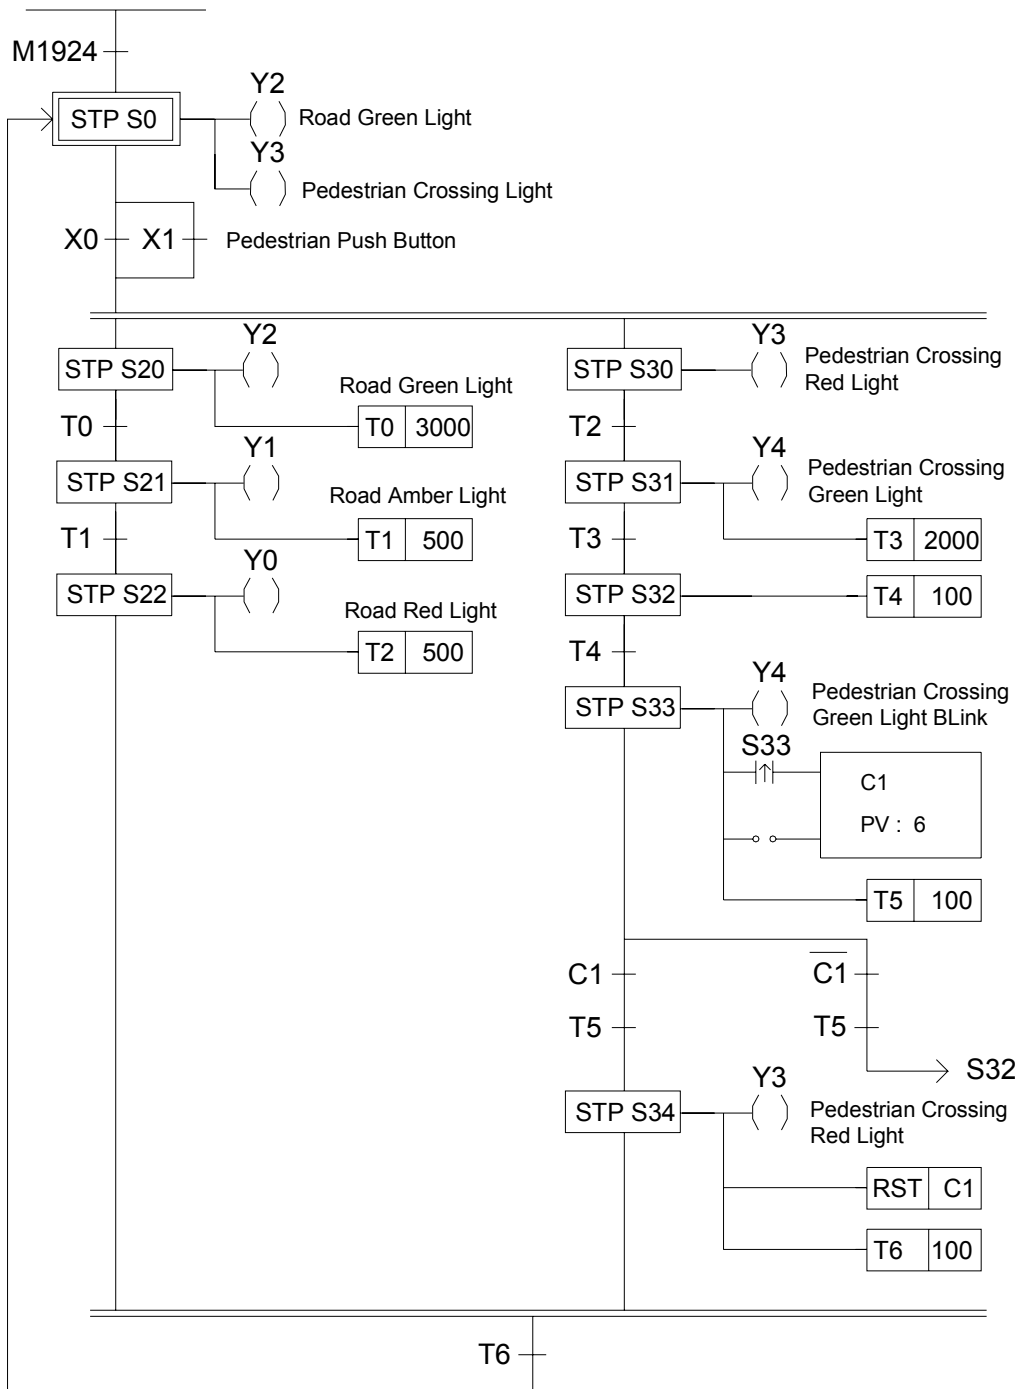 M1924
Y2
STP S0
Road Green Light
Y3
Pedestrian Crossing Light
X0
X1
Pedestrian Push Button
Y2
STP S20
Road Green Light
T0 3000
T0
Y1
STP S21
Road Amber Light
T1 500
T1
Y0
STP S22
Road Red Light
T2 500
Y3
STP S30
Pedestrian Crossing
Red Light
T2
Y4
STP S31
Pedestrian Crossing
Green Light
T3 2000
T3
STP S32
T4 100
T4
Y4
STP S33
Pedestrian Crossing
Green Light BLink
S33
C1
PV : 6
T5 100
C1
T5
C1
T5
S32
Y3
STP S34
Pedestrian Crossing
Red Light
RST C1
T6 100
T6